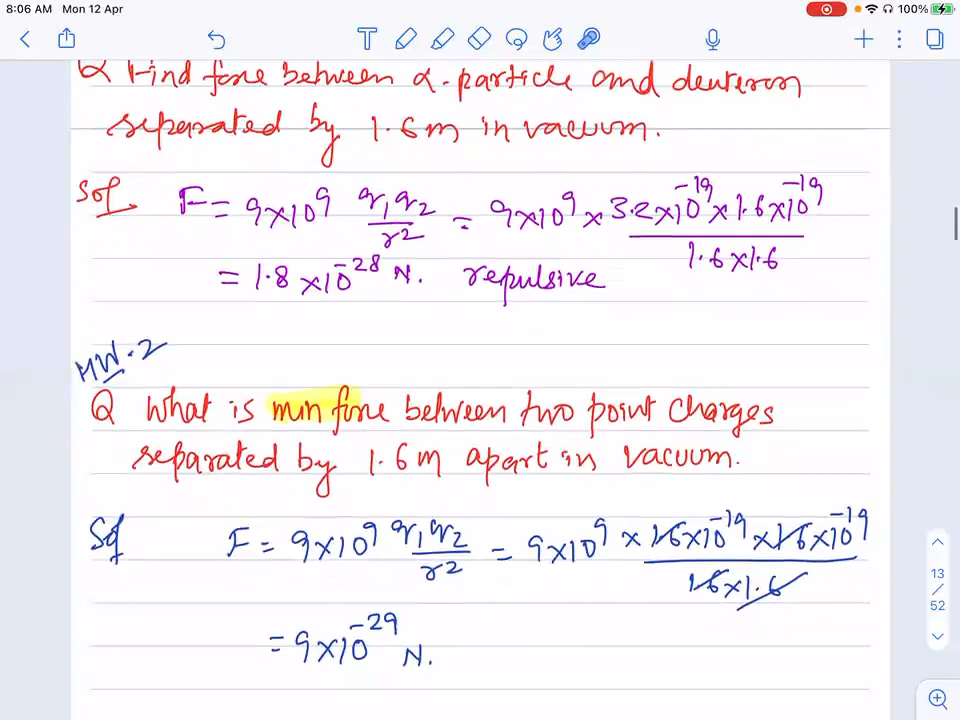 8:06 AM Mon 12 Apr
100%
Q Find force between α-particle and deuteron
separated by 1.6m in vacuum.
Sol. F = 9×10⁹ q₁q₂/r² = 9×10⁹ × 3.2×10⁻¹⁹×1.6×10⁻¹⁹/1.6×1.6
= 1.8×10⁻²⁸ N. repulsive
HW.2
Q What is min force between two point charges
separated by 1.6m apart in vacuum.
Sol F = 9×10⁹ q₁q₂/r² = 9×10⁹ × 1.6×10⁻¹⁹×1.6×10⁻¹⁹/1.6×1.6
= 9×10⁻²⁹ N.
13
/
52